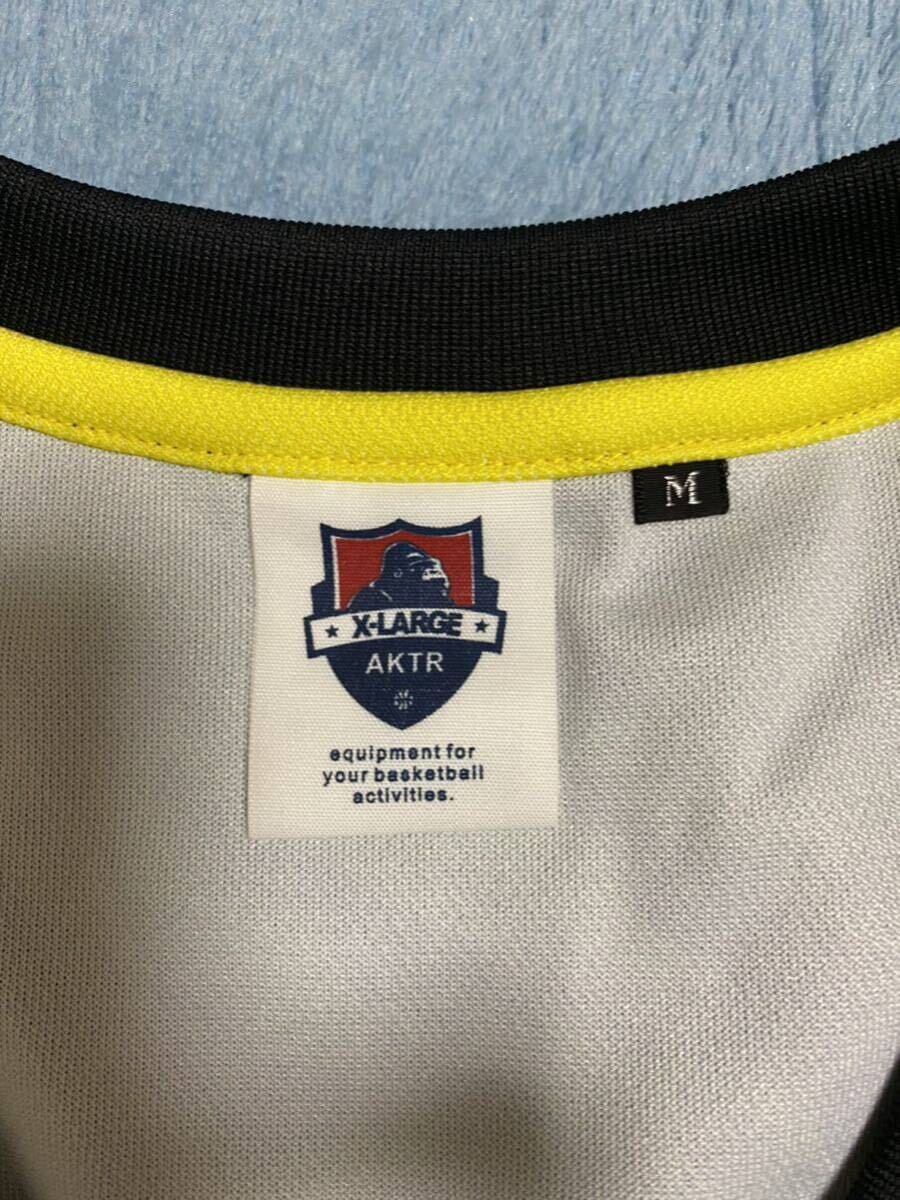 M
X-LARGE
AKTR
equipment for
your basketball
activities.